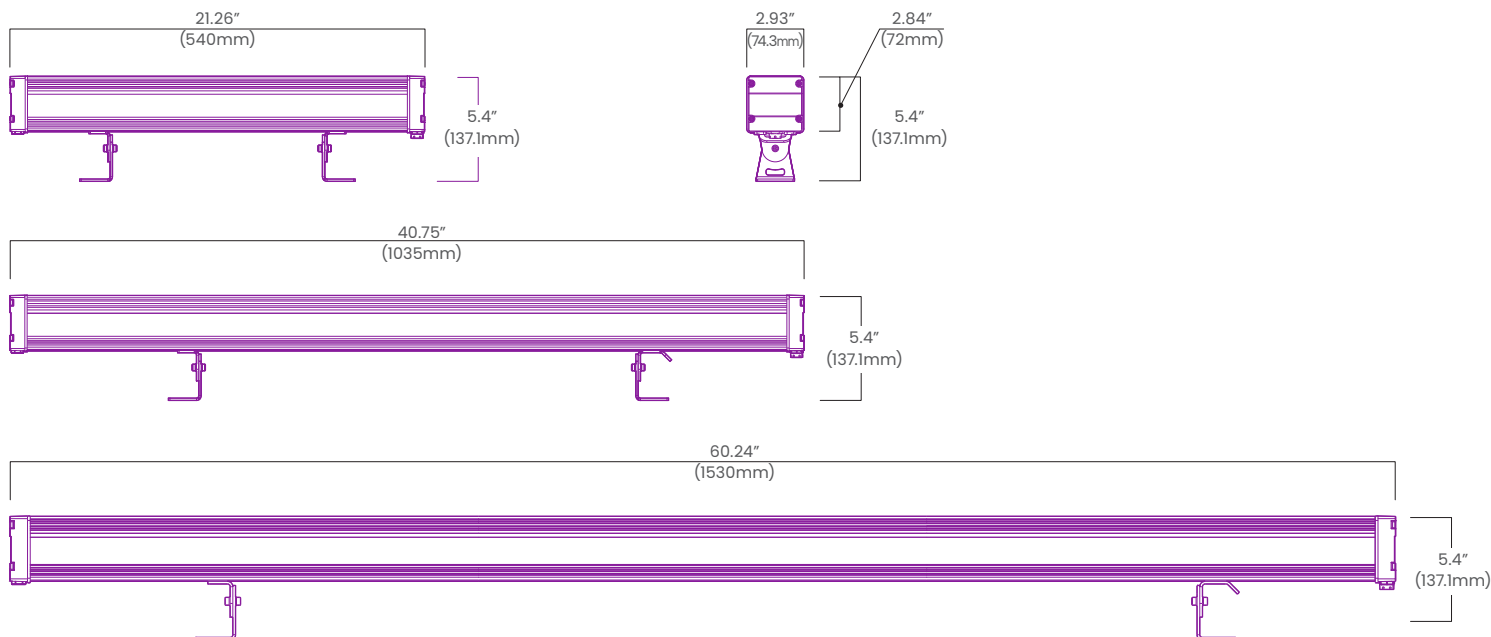 21.26”
(540mm)
2.93”
(74.3mm)
2.84”
(72mm)
5.4”
(137.1mm)
5.4”
(137.1mm)
40.75”
(1035mm)
5.4”
(137.1mm)
60.24”
(1530mm)
5.4”
(137.1mm)